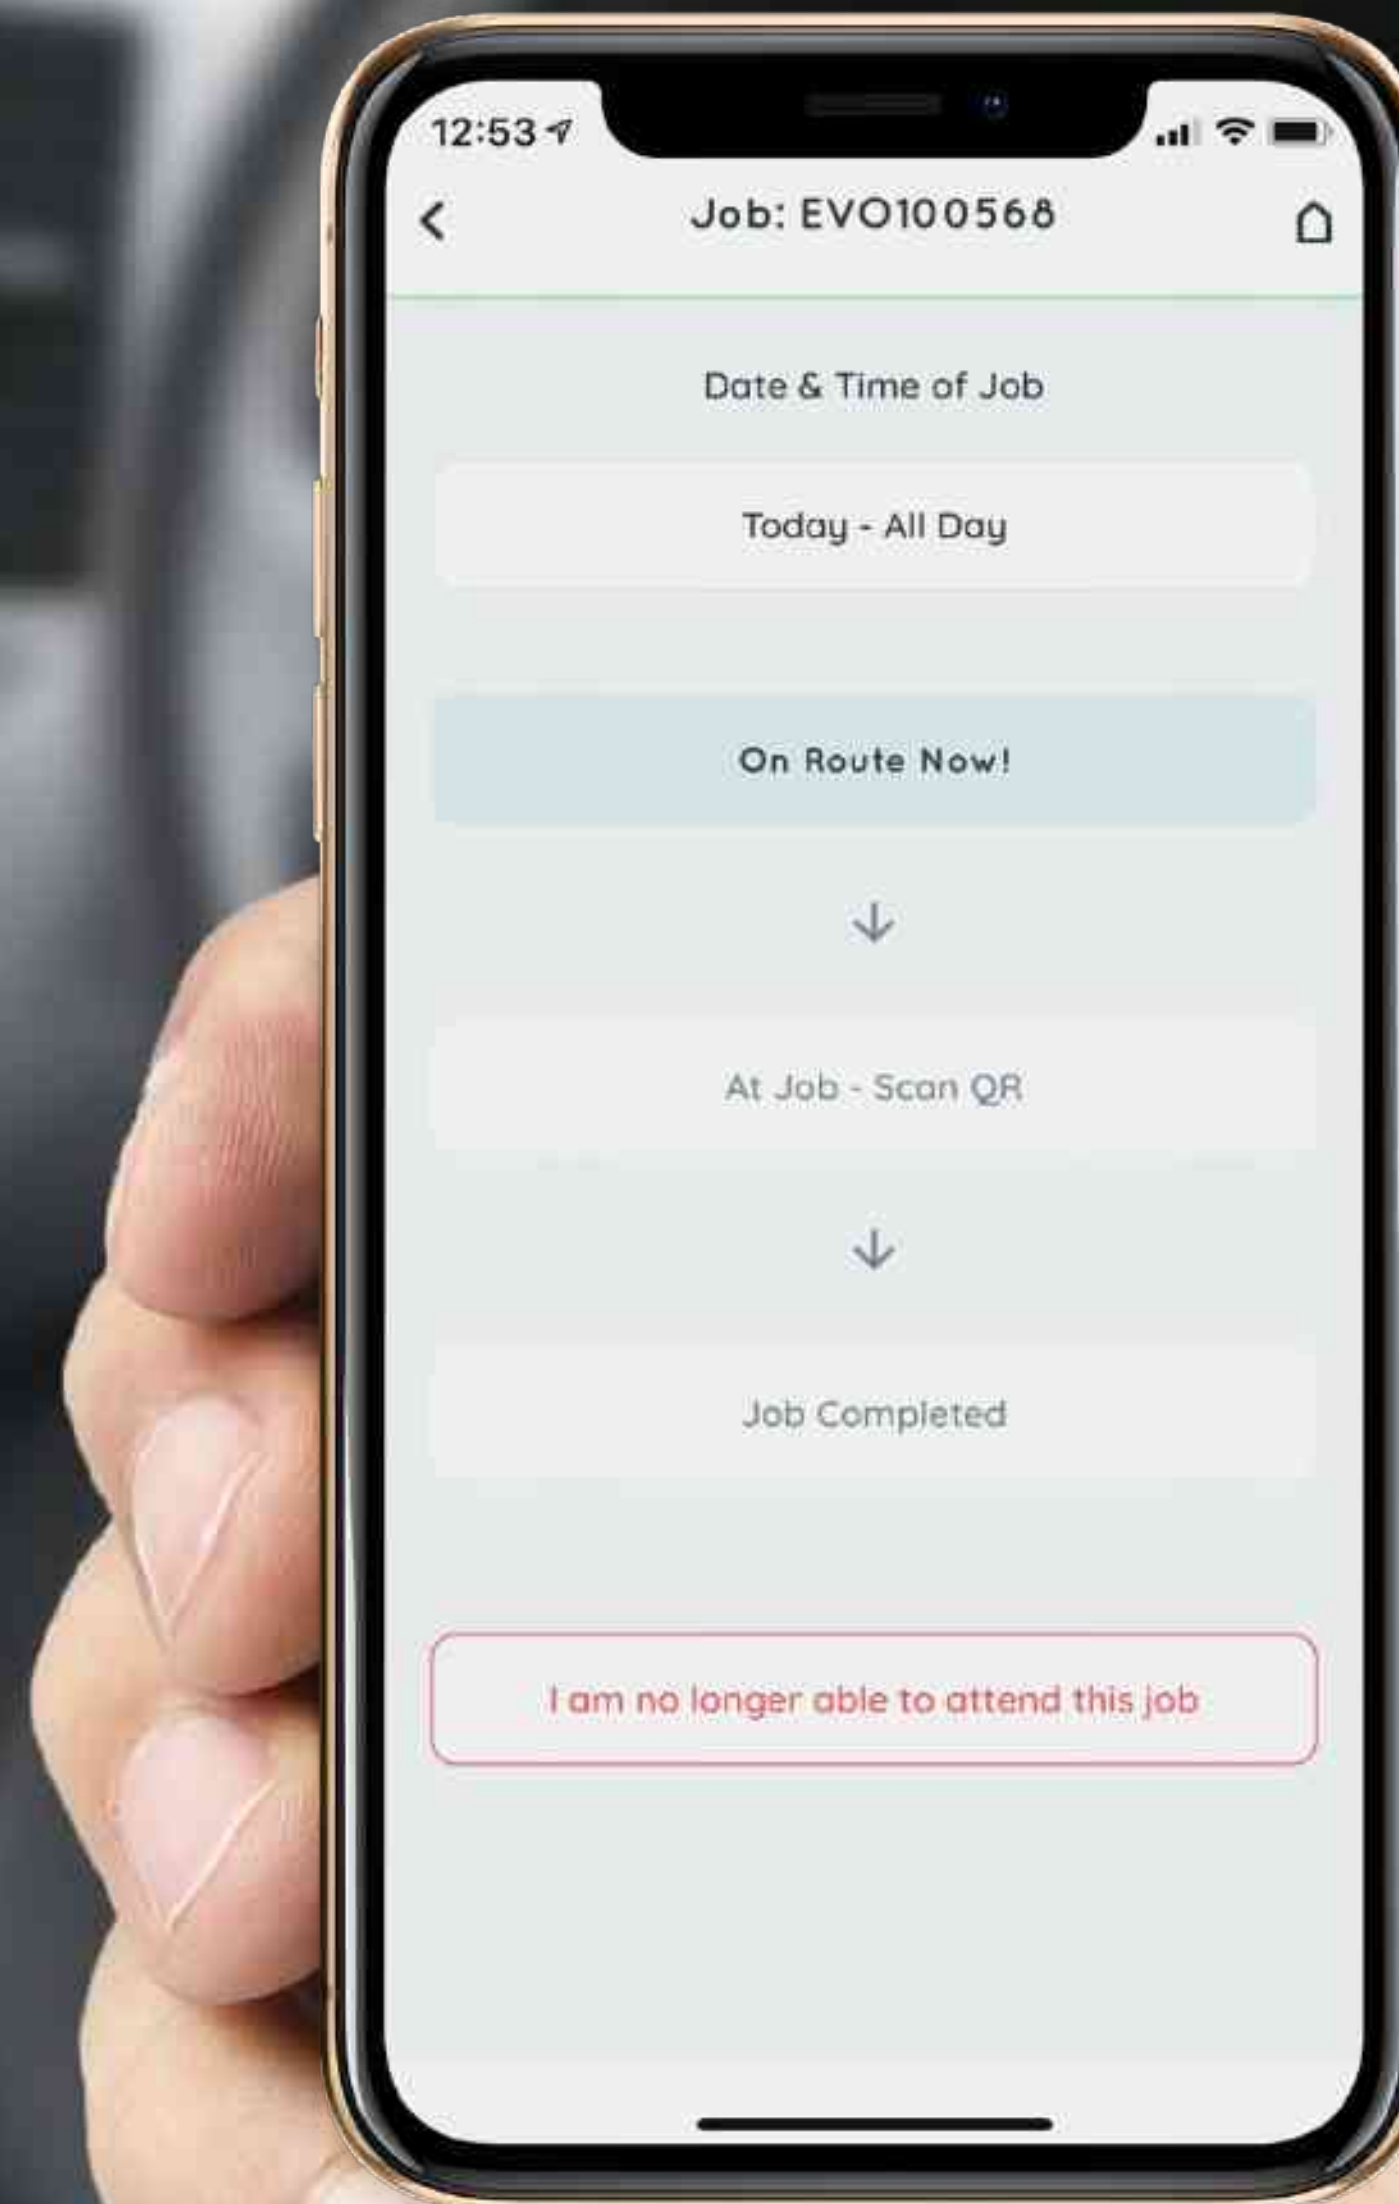 12:53
Job: EVO100568
Date & Time of Job
Today - All Day
On Route Now!
At Job - Scan QR
Job Completed
I am no longer able to attend this job